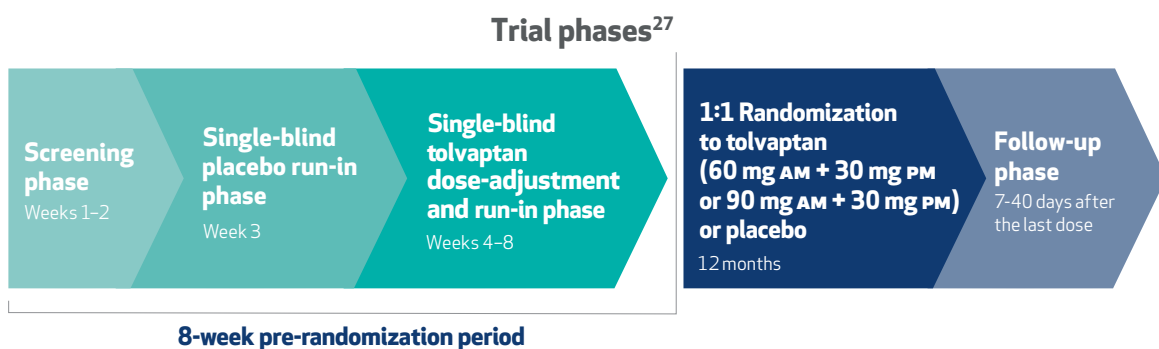 Trial phases27
Screening
phase
Weeks 1–2
Single-blind
placebo run-in
phase
Week 3
Single-blind
tolvaptan
dose-adjustment
and run-in phase
Weeks 4–8
1:1 Randomization
to tolvaptan
(60 mg AM + 30 mg PM
or 90 mg AM + 30 mg PM)
or placebo
12 months
Follow-up
phase
7-40 days after
the last dose
8-week pre-randomization period